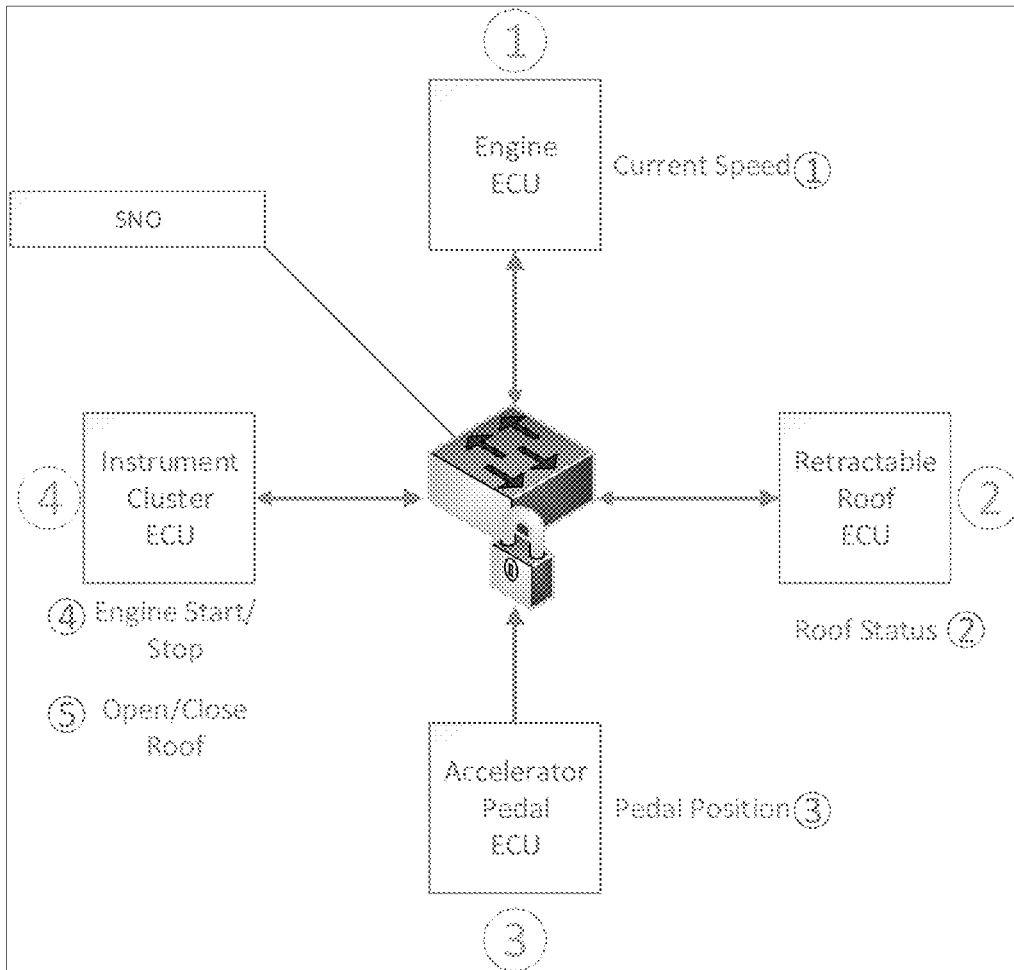 ①
Engine
ECU
Current Speed ①
SNO
④
Instrument
Cluster
ECU
Retractable
Roof
ECU
②
④ Engine Start/
Stop
Roof Status ②
⑤ Open/Close
Roof
Accelerator
Pedal
ECU
Pedal Position ③
③